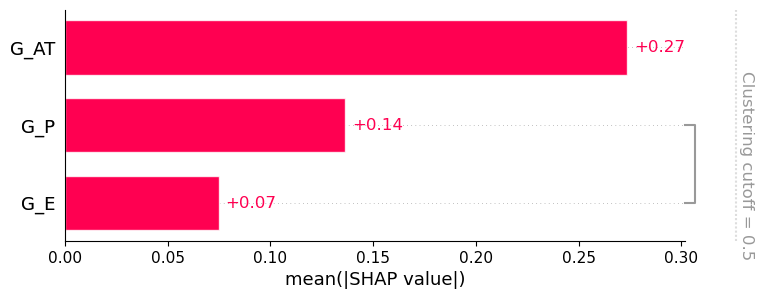 G_AT
+0.27
G_P
+0.14
G_E
+0.07
0.00 0.05 0.10 0.15 0.20 0.25 0.30
mean(|SHAP value|)
Clustering cutoff = 0.5